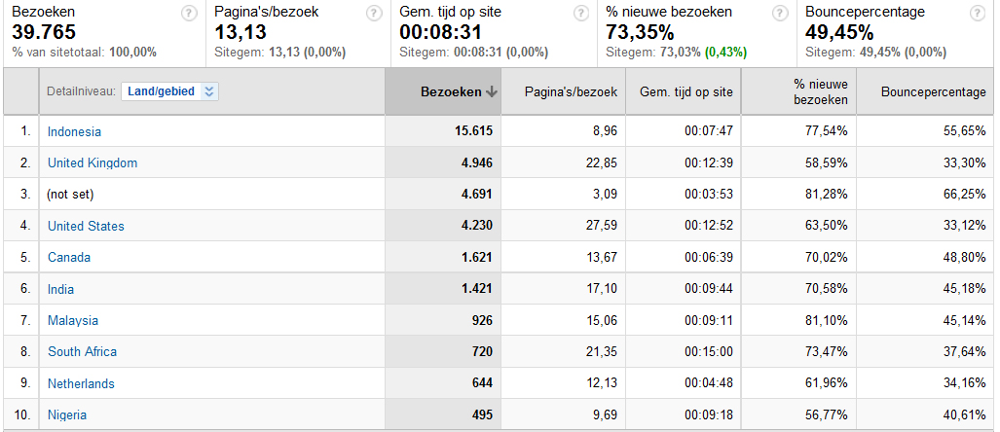 Bezoeken ? Pagina's/bezoek ? Gem. tijd op site ? % nieuwe bezoeken ? Bouncepercentage ?
39.765 13,13 00:08:31 73,35% 49,45%
% van sitetotaal: 100,00% Sitegem: 13,13 (0,00%) Sitegem: 00:08:31 (0,00%) Sitegem: 73,03% (0,43%) Sitegem: 49,45% (0,00%)
Detailniveau: Land/gebied Bezoeken Pagina's/bezoek Gem. tijd op site % nieuwe bezoeken Bouncepercentage
1. Indonesia 15.615 8,96 00:07:47 77,54% 55,65%
2. United Kingdom 4.946 22,85 00:12:39 58,59% 33,30%
3. (not set) 4.691 3,09 00:03:53 81,28% 66,25%
4. United States 4.230 27,59 00:12:52 63,50% 33,12%
5. Canada 1.621 13,67 00:06:39 70,02% 48,80%
6. India 1.421 17,10 00:09:44 70,58% 45,18%
7. Malaysia 926 15,06 00:09:11 81,10% 45,14%
8. South Africa 720 21,35 00:15:00 73,47% 37,64%
9. Netherlands 644 12,13 00:04:48 61,96% 34,16%
10. Nigeria 495 9,69 00:09:18 56,77% 40,61%